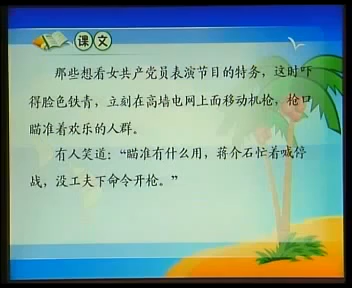 课文
那些想看女共产党员表演节目的特务，这时吓
得脸色铁青，立刻在高墙电网上面移动机枪，枪口
瞄准着欢乐的人群。
有人笑道：“瞄准有什么用，蒋介石忙着喊停
战，没工夫下命令开枪。”